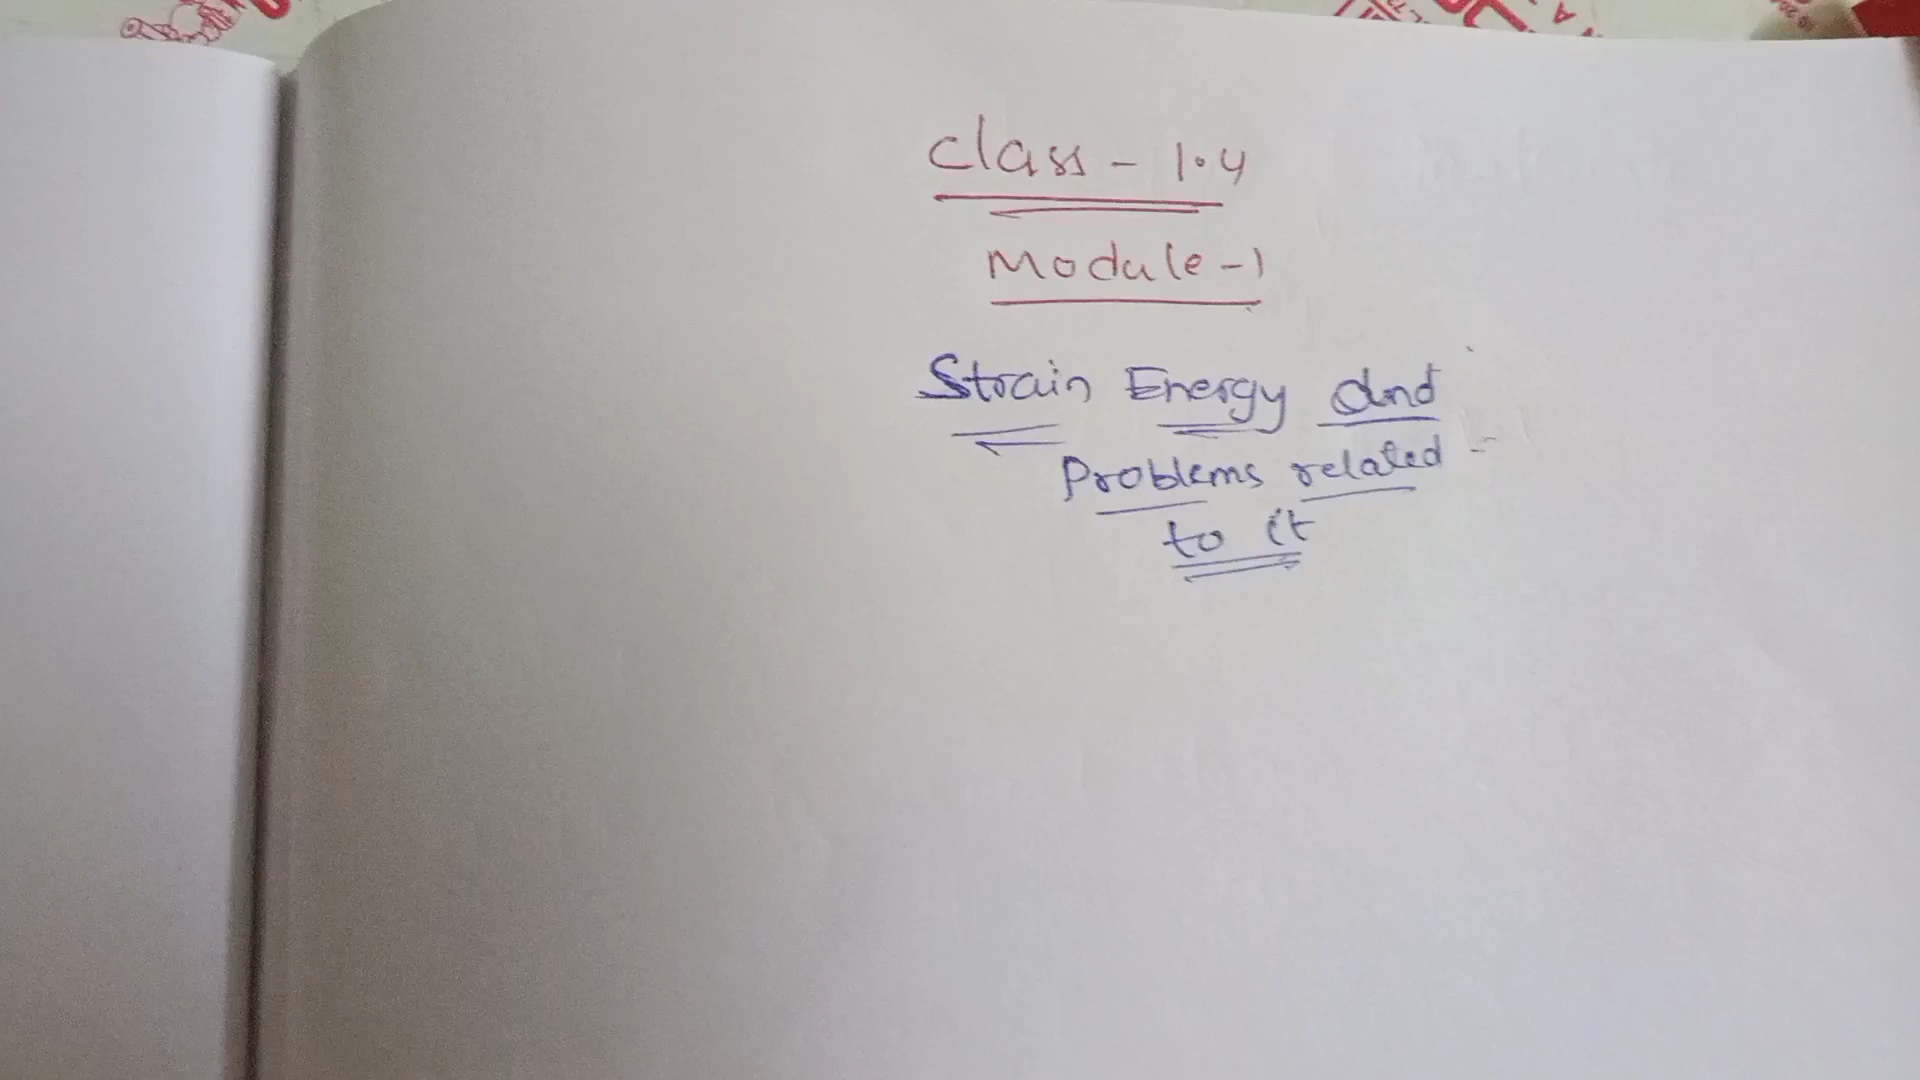 Class - 1.4
Module-1
Strain Energy and
Problems related
to it